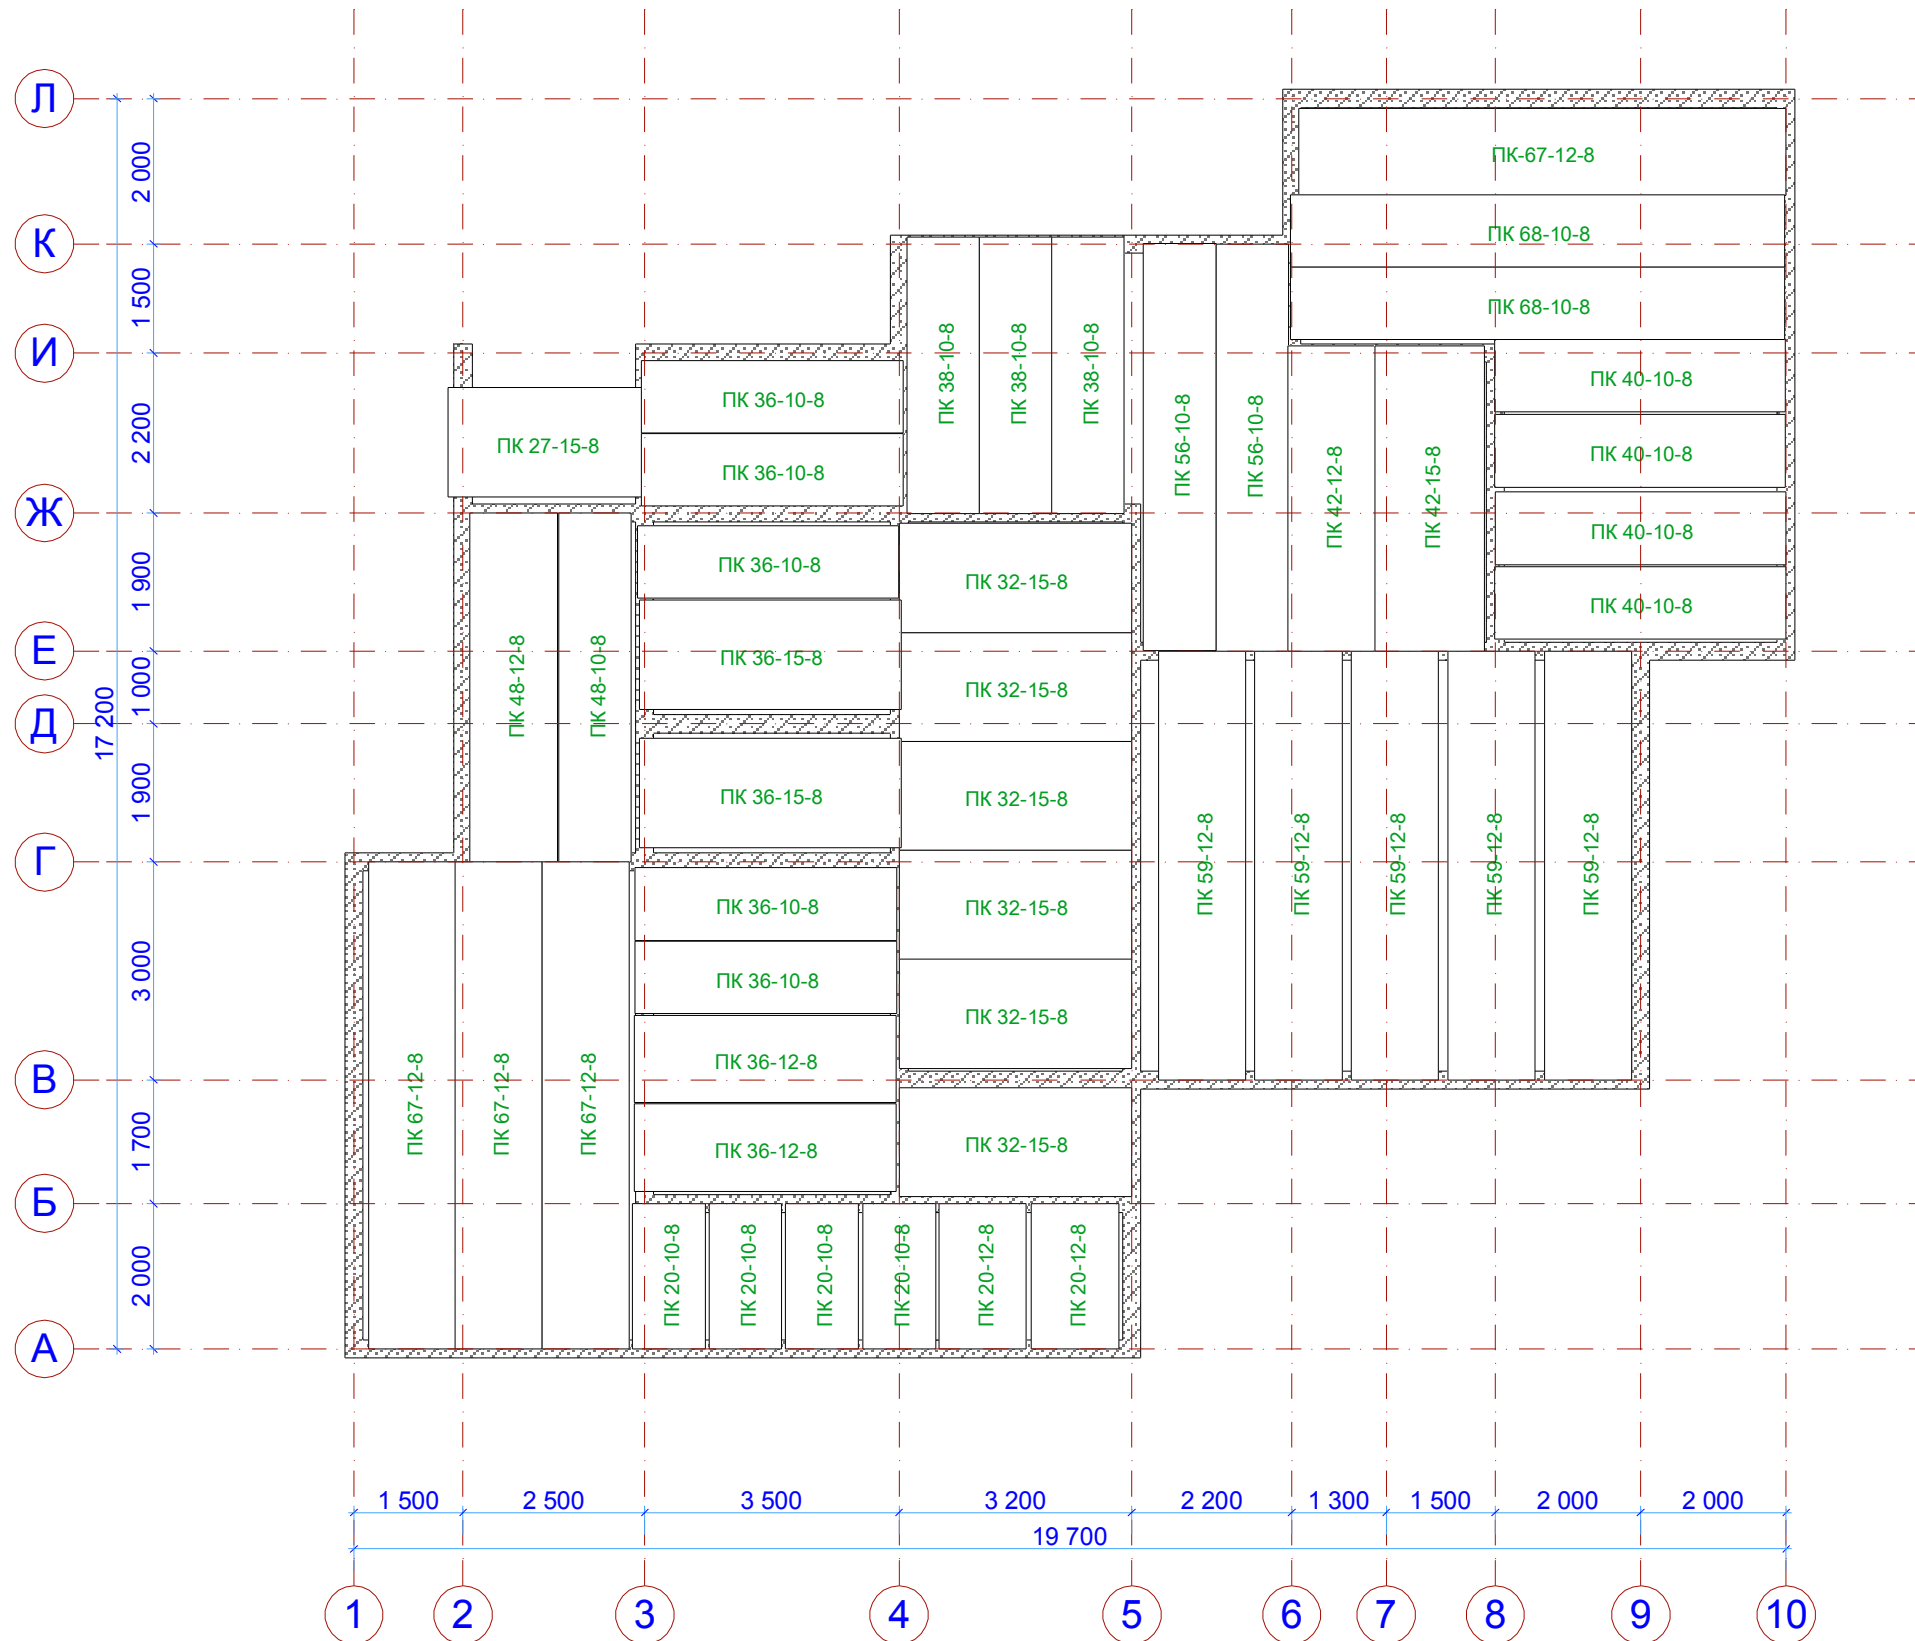 Л
К
И
Ж
Е
Д
Г
В
Б
А
2 000
1 500
2 200
1 900
1 000
1 900
3 000
1 700
2 000
17 200
ПК-67-12-8
ПК 68-10-8
ПК 68-10-8
ПК 40-10-8
ПК 40-10-8
ПК 40-10-8
ПК 40-10-8
ПК 38-10-8
ПК 38-10-8
ПК 38-10-8
ПК 56-10-8
ПК 56-10-8
ПК 42-12-8
ПК 42-15-8
ПК 27-15-8
ПК 36-10-8
ПК 36-10-8
ПК 36-10-8
ПК 36-15-8
ПК 36-15-8
ПК 48-12-8
ПК 48-10-8
ПК 32-15-8
ПК 32-15-8
ПК 32-15-8
ПК 32-15-8
ПК 32-15-8
ПК 32-15-8
ПК 59-12-8
ПК 59-12-8
ПК 59-12-8
ПК 59-12-8
ПК 59-12-8
ПК 36-10-8
ПК 36-10-8
ПК 36-12-8
ПК 36-12-8
ПК 67-12-8
ПК 67-12-8
ПК 67-12-8
ПК 20-10-8
ПК 20-10-8
ПК 20-10-8
ПК 20-10-8
ПК 20-12-8
ПК 20-12-8
1 500
2 500
3 500
3 200
2 200
1 300
1 500
2 000
2 000
19 700
1
2
3
4
5
6
7
8
9
10